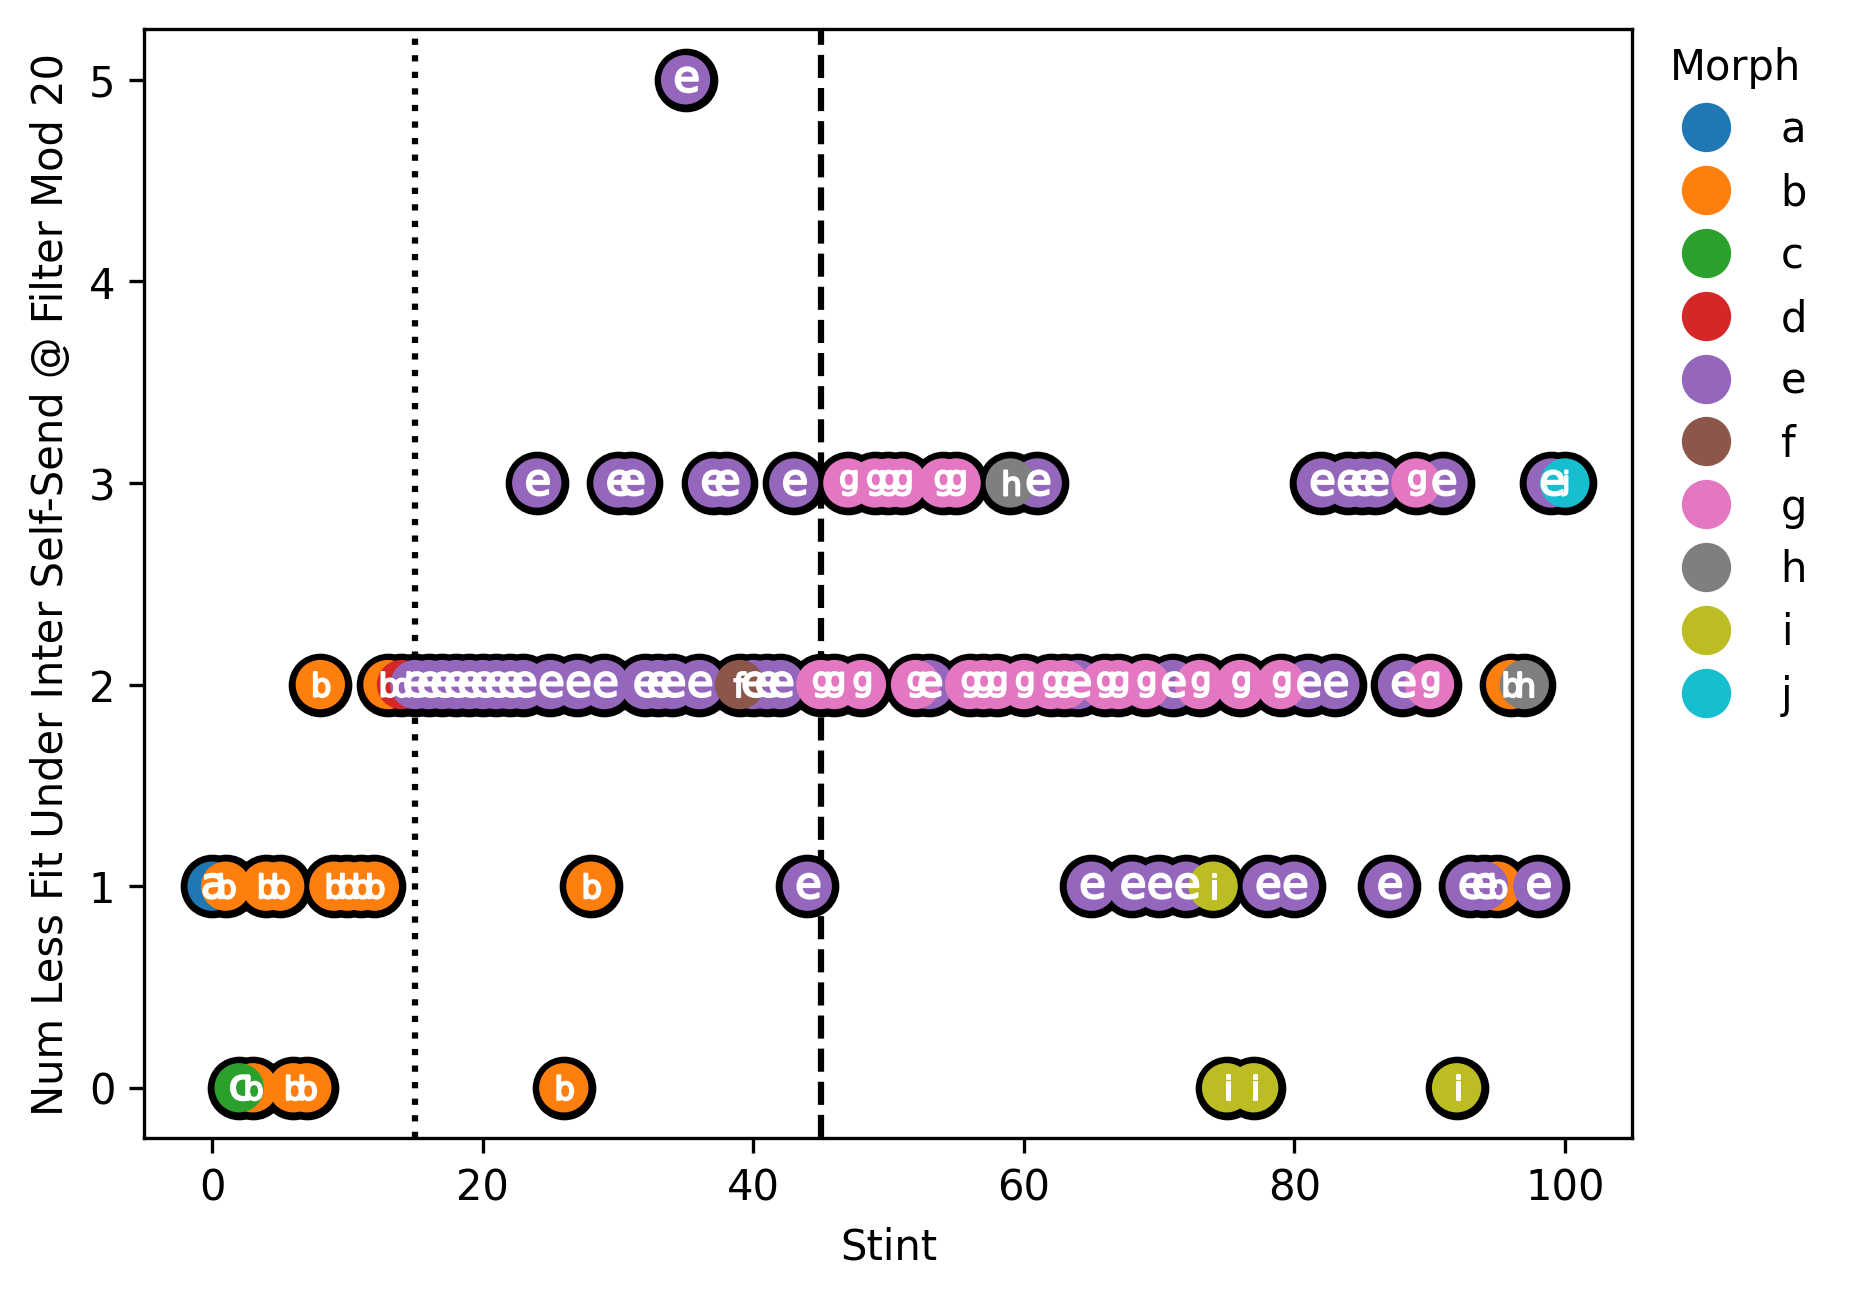 Num Less Fit Under Inter Self-Send @ Filter Mod 20
5
4
3
2
1
0
e
e e e e e e g g g g g g h e e e e e g e e j
b
a b b b b b b b b e e e e e i e e e e e b e
c b b b b i i i
0 20 40 60 80 100
Stint
Morph
a
b
c
d
e
f
g
h
i
j